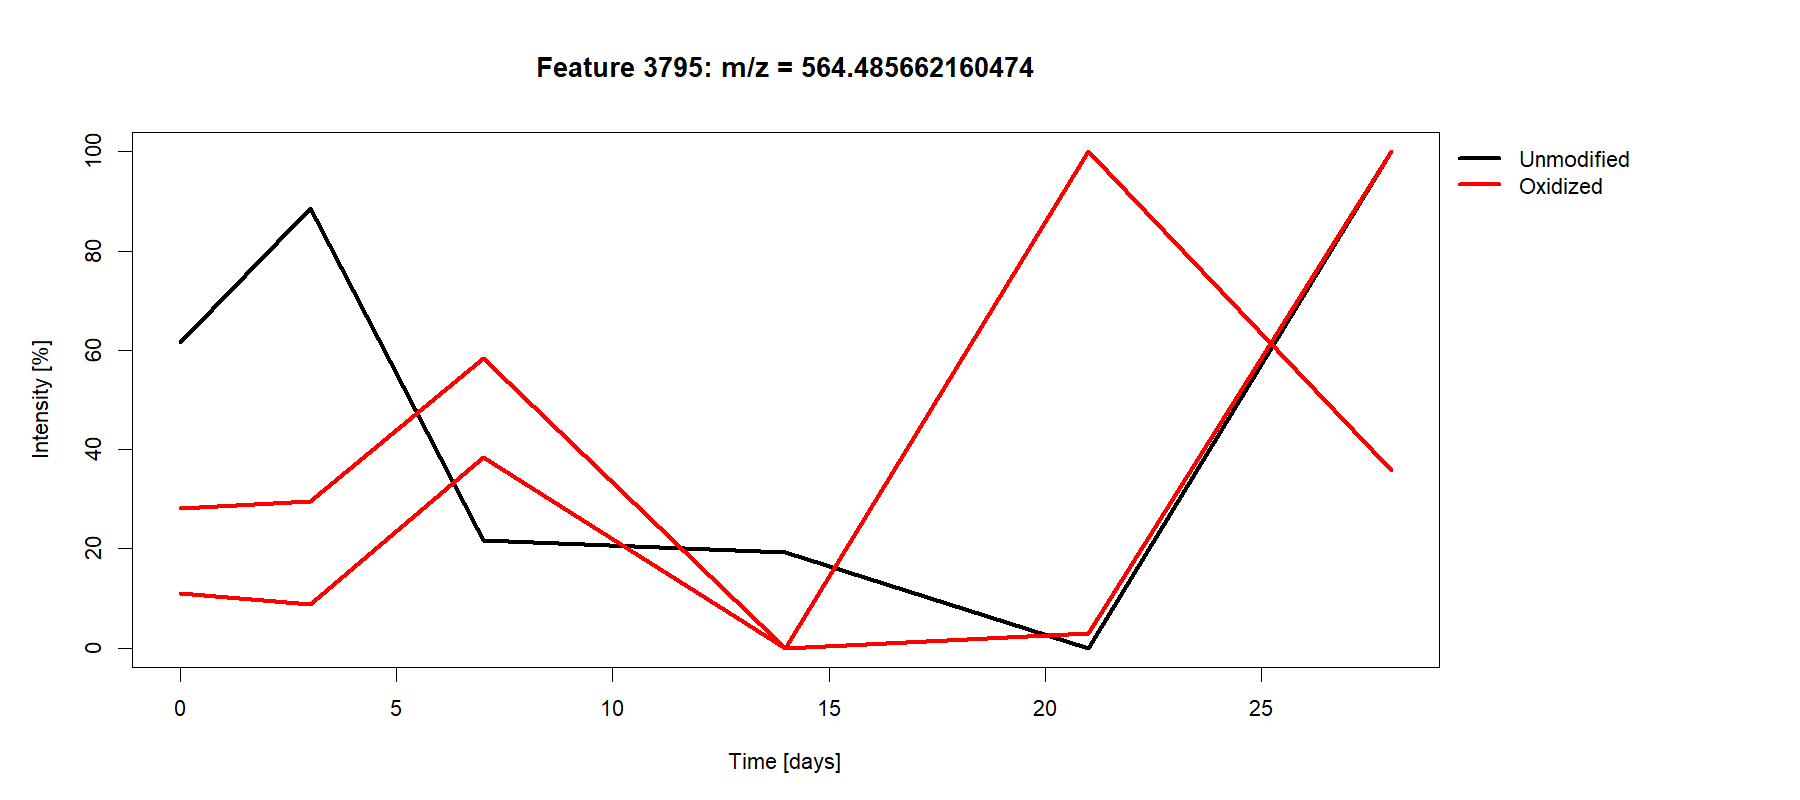 Feature 3795: m/z = 564.485662160474
Unmodified
Oxidized
100
80
60
40
20
0
Intensity [%]
0 5 10 15 20 25
Time [days]